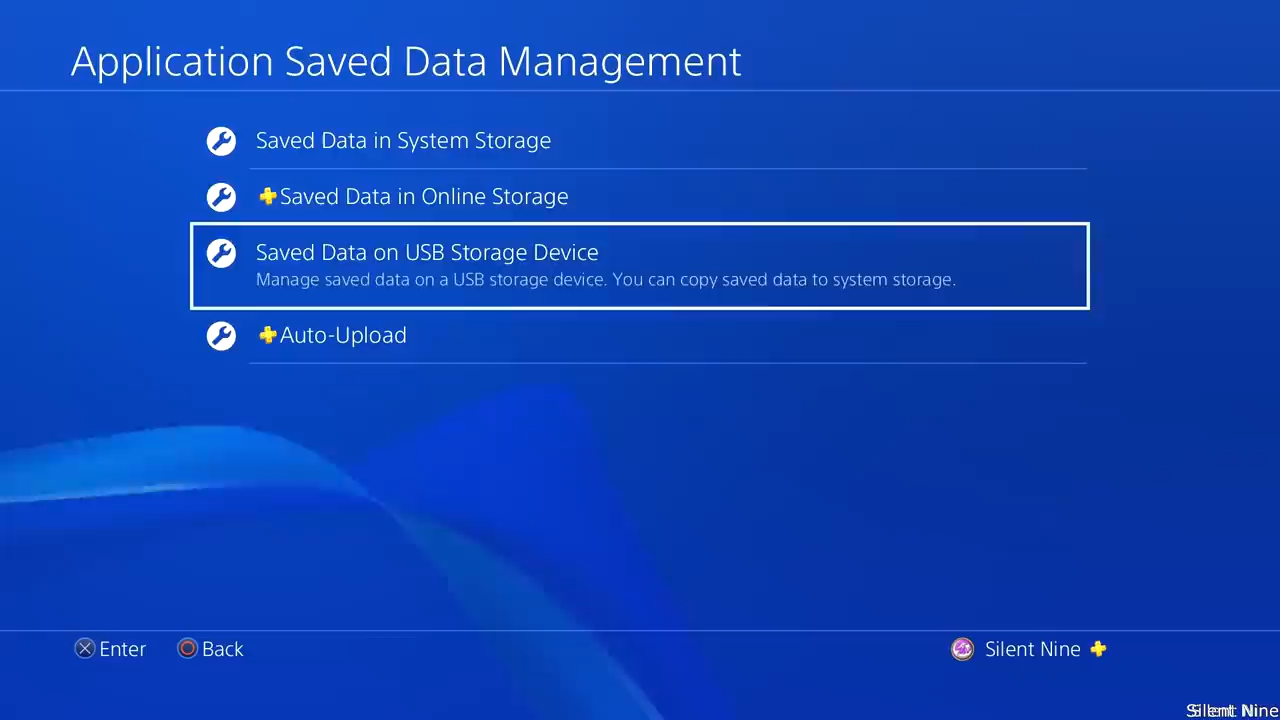 Application Saved Data Management
Saved Data in System Storage
Saved Data in Online Storage
Saved Data on USB Storage Device
Manage saved data on a USB storage device. You can copy saved data to system storage.
Auto-Upload
Enter
Back
Silent Nine
Silent Nine